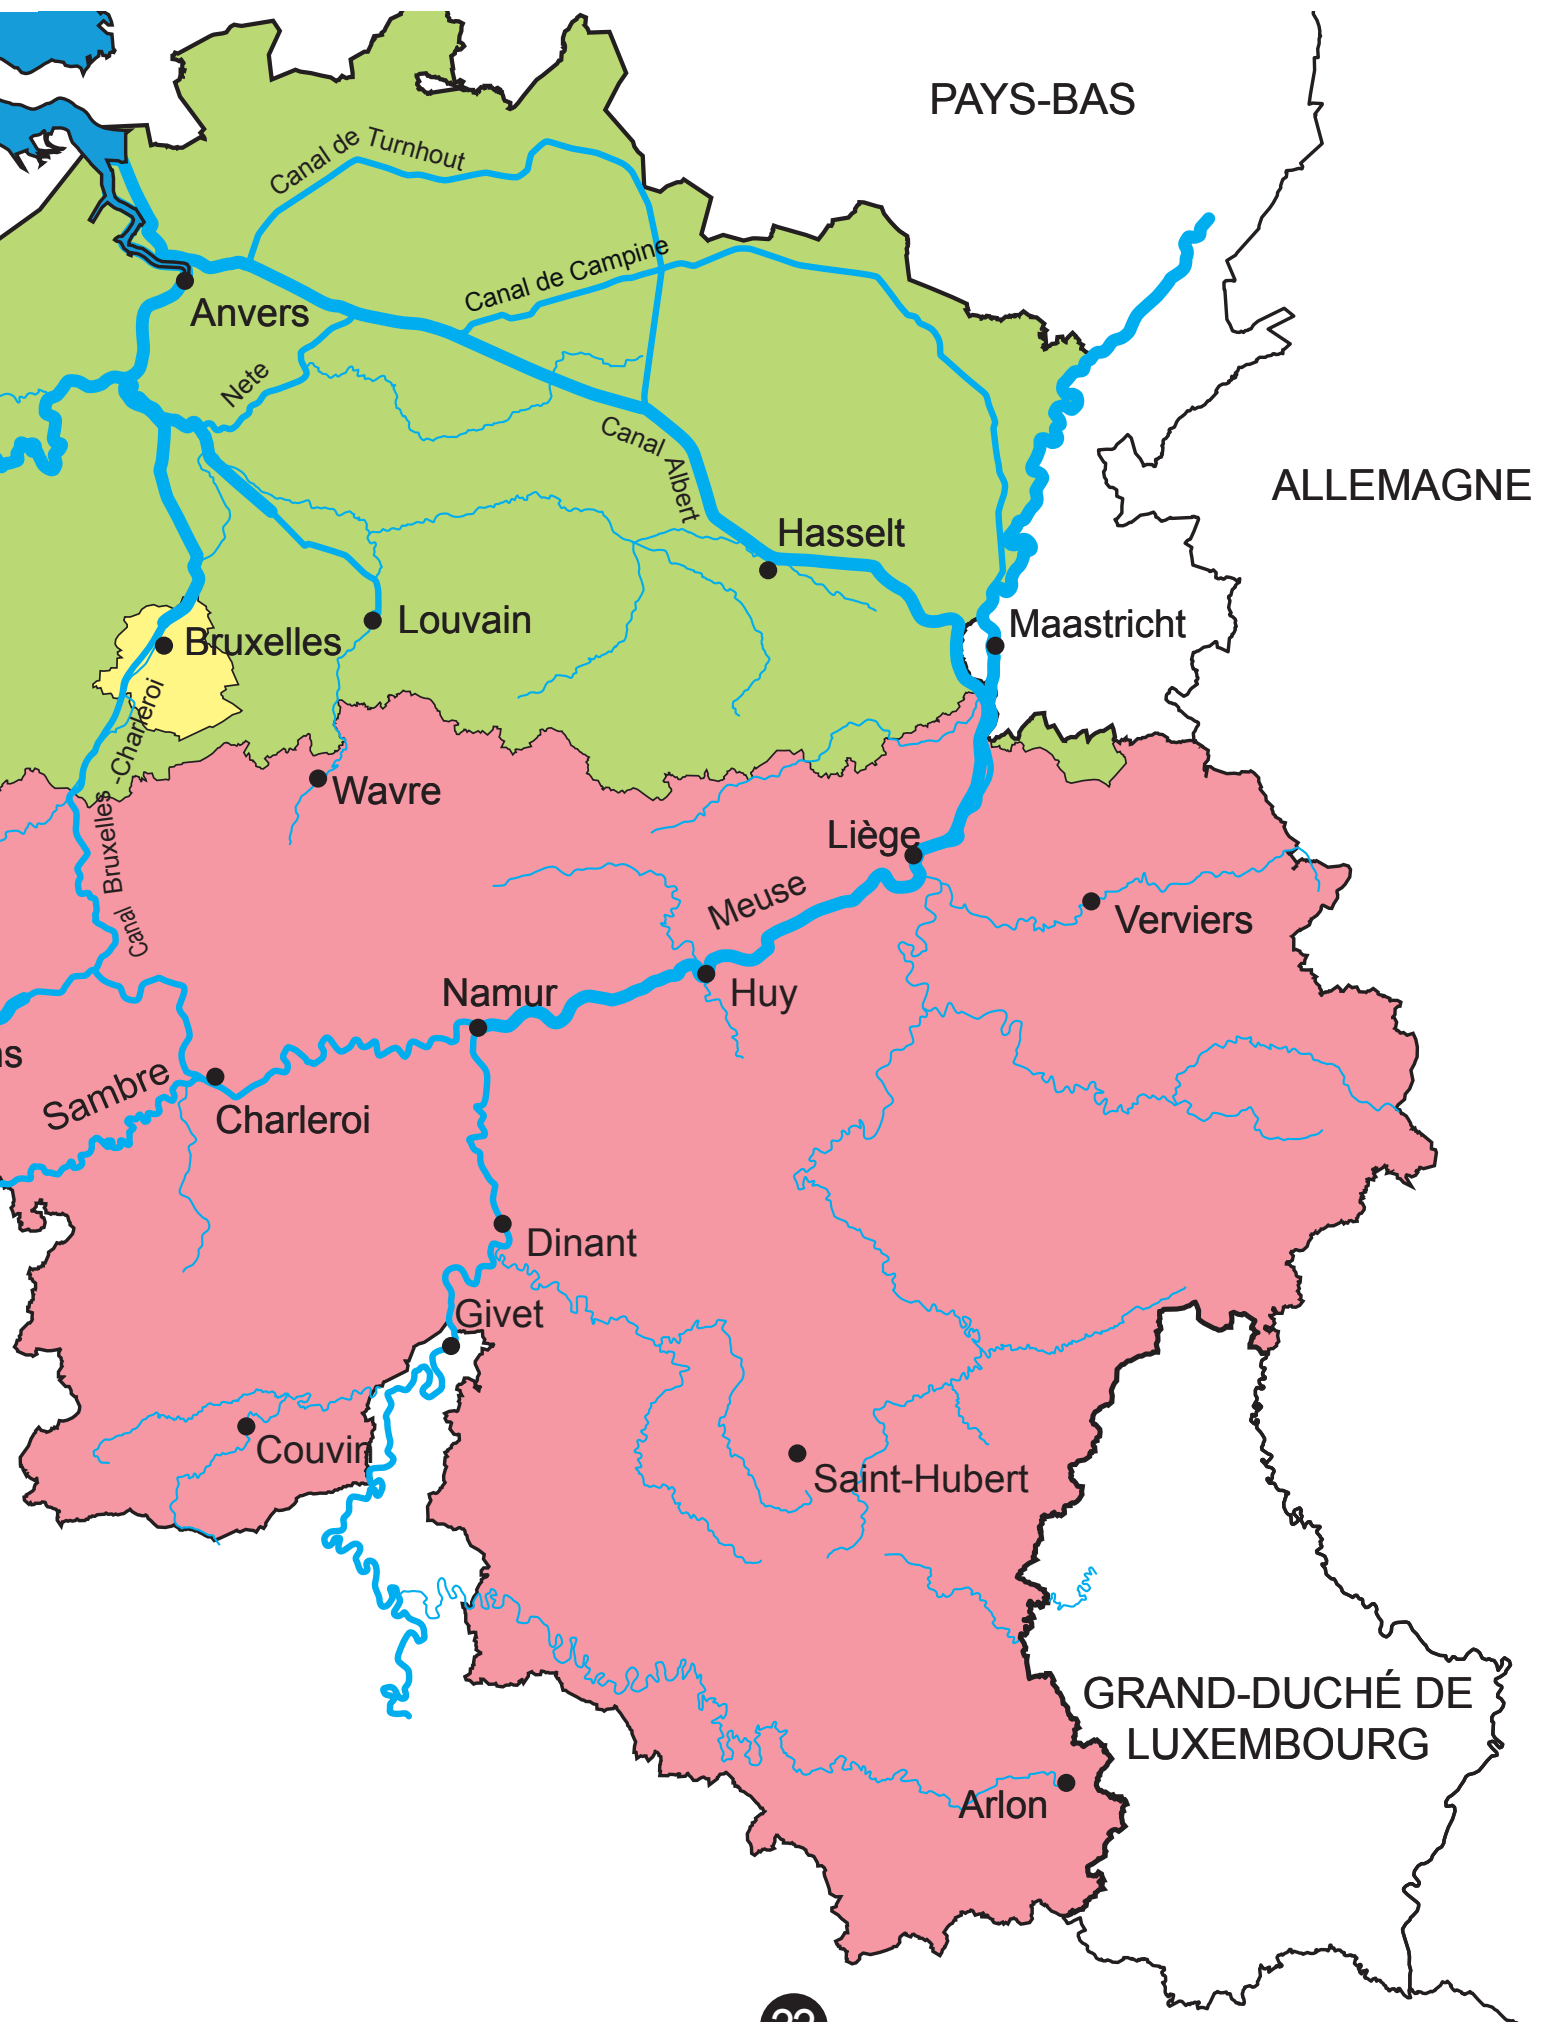 PAYS-BAS
Canal de Turnhout
Canal de Campine
Anvers
Nete
Canal Albert
ALLEMAGNE
Hasselt
Louvain
Maastricht
Bruxelles
Canal Bruxelles -Charleroi
Wavre
Liège
Meuse
Verviers
Namur
Huy
ns
Sambre
Charleroi
Dinant
Givet
Couvin
Saint-Hubert
GRAND-DUCHÉ DE
LUXEMBOURG
Arlon